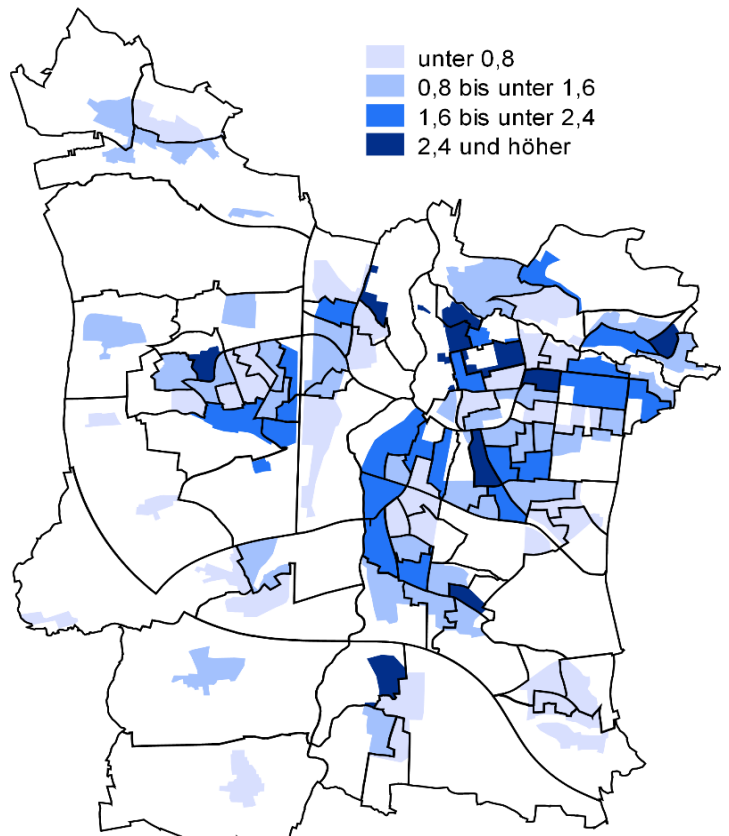 unter 0,8
0,8 bis unter 1,6
1,6 bis unter 2,4
2,4 und höher